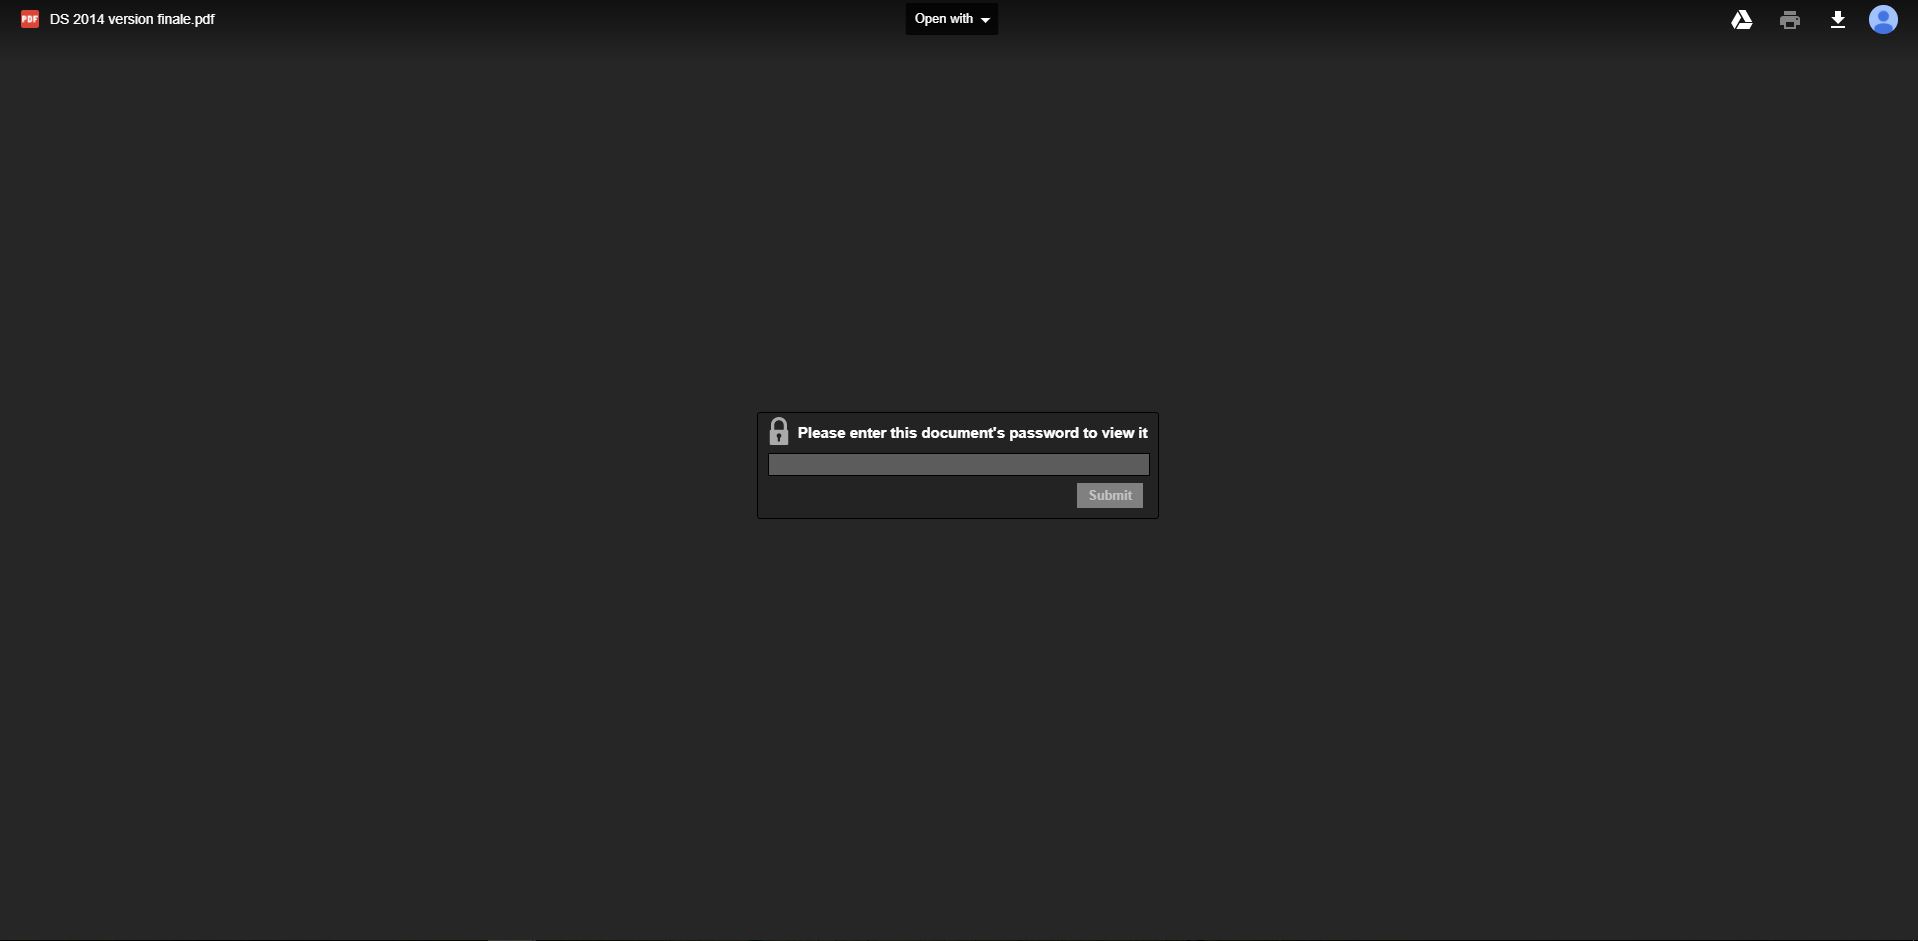 PDF DS 2014 version finale.pdf
Open with
Please enter this document's password to view it
Submit